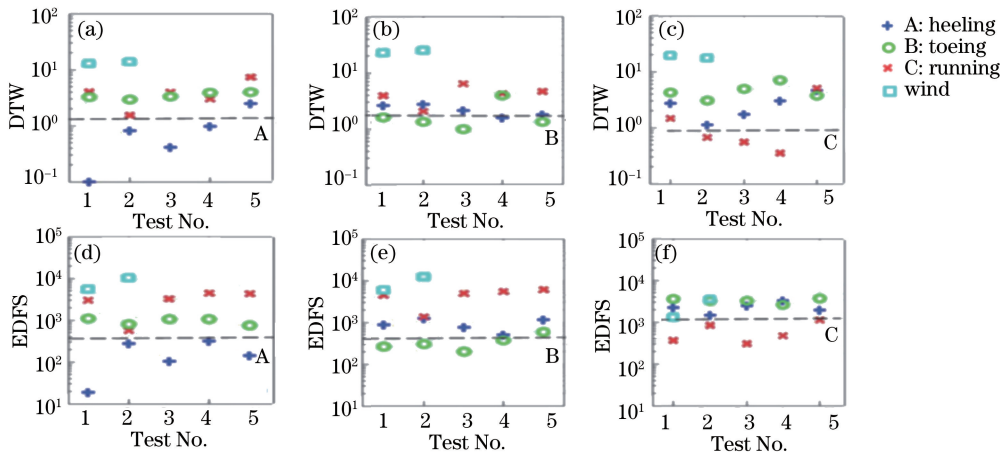 (a)
10²
10¹
10⁰
10⁻¹
DTW
A
1 2 3 4 5
Test No.
(b)
10²
10¹
10⁰
10⁻¹
DTW
B
1 2 3 4 5
Test No.
(c)
10²
10¹
10⁰
10⁻¹
DTW
C
1 2 3 4 5
Test No.
A: heeling
B: toeing
C: running
wind
(d)
10⁵
10⁴
10³
10²
10¹
EDFS
A
1 2 3 4 5
Test No.
(e)
10⁵
10⁴
10³
10²
10¹
EDFS
B
1 2 3 4 5
Test No.
(f)
10⁵
10⁴
10³
10²
10¹
EDFS
C
1 2 3 4 5
Test No.